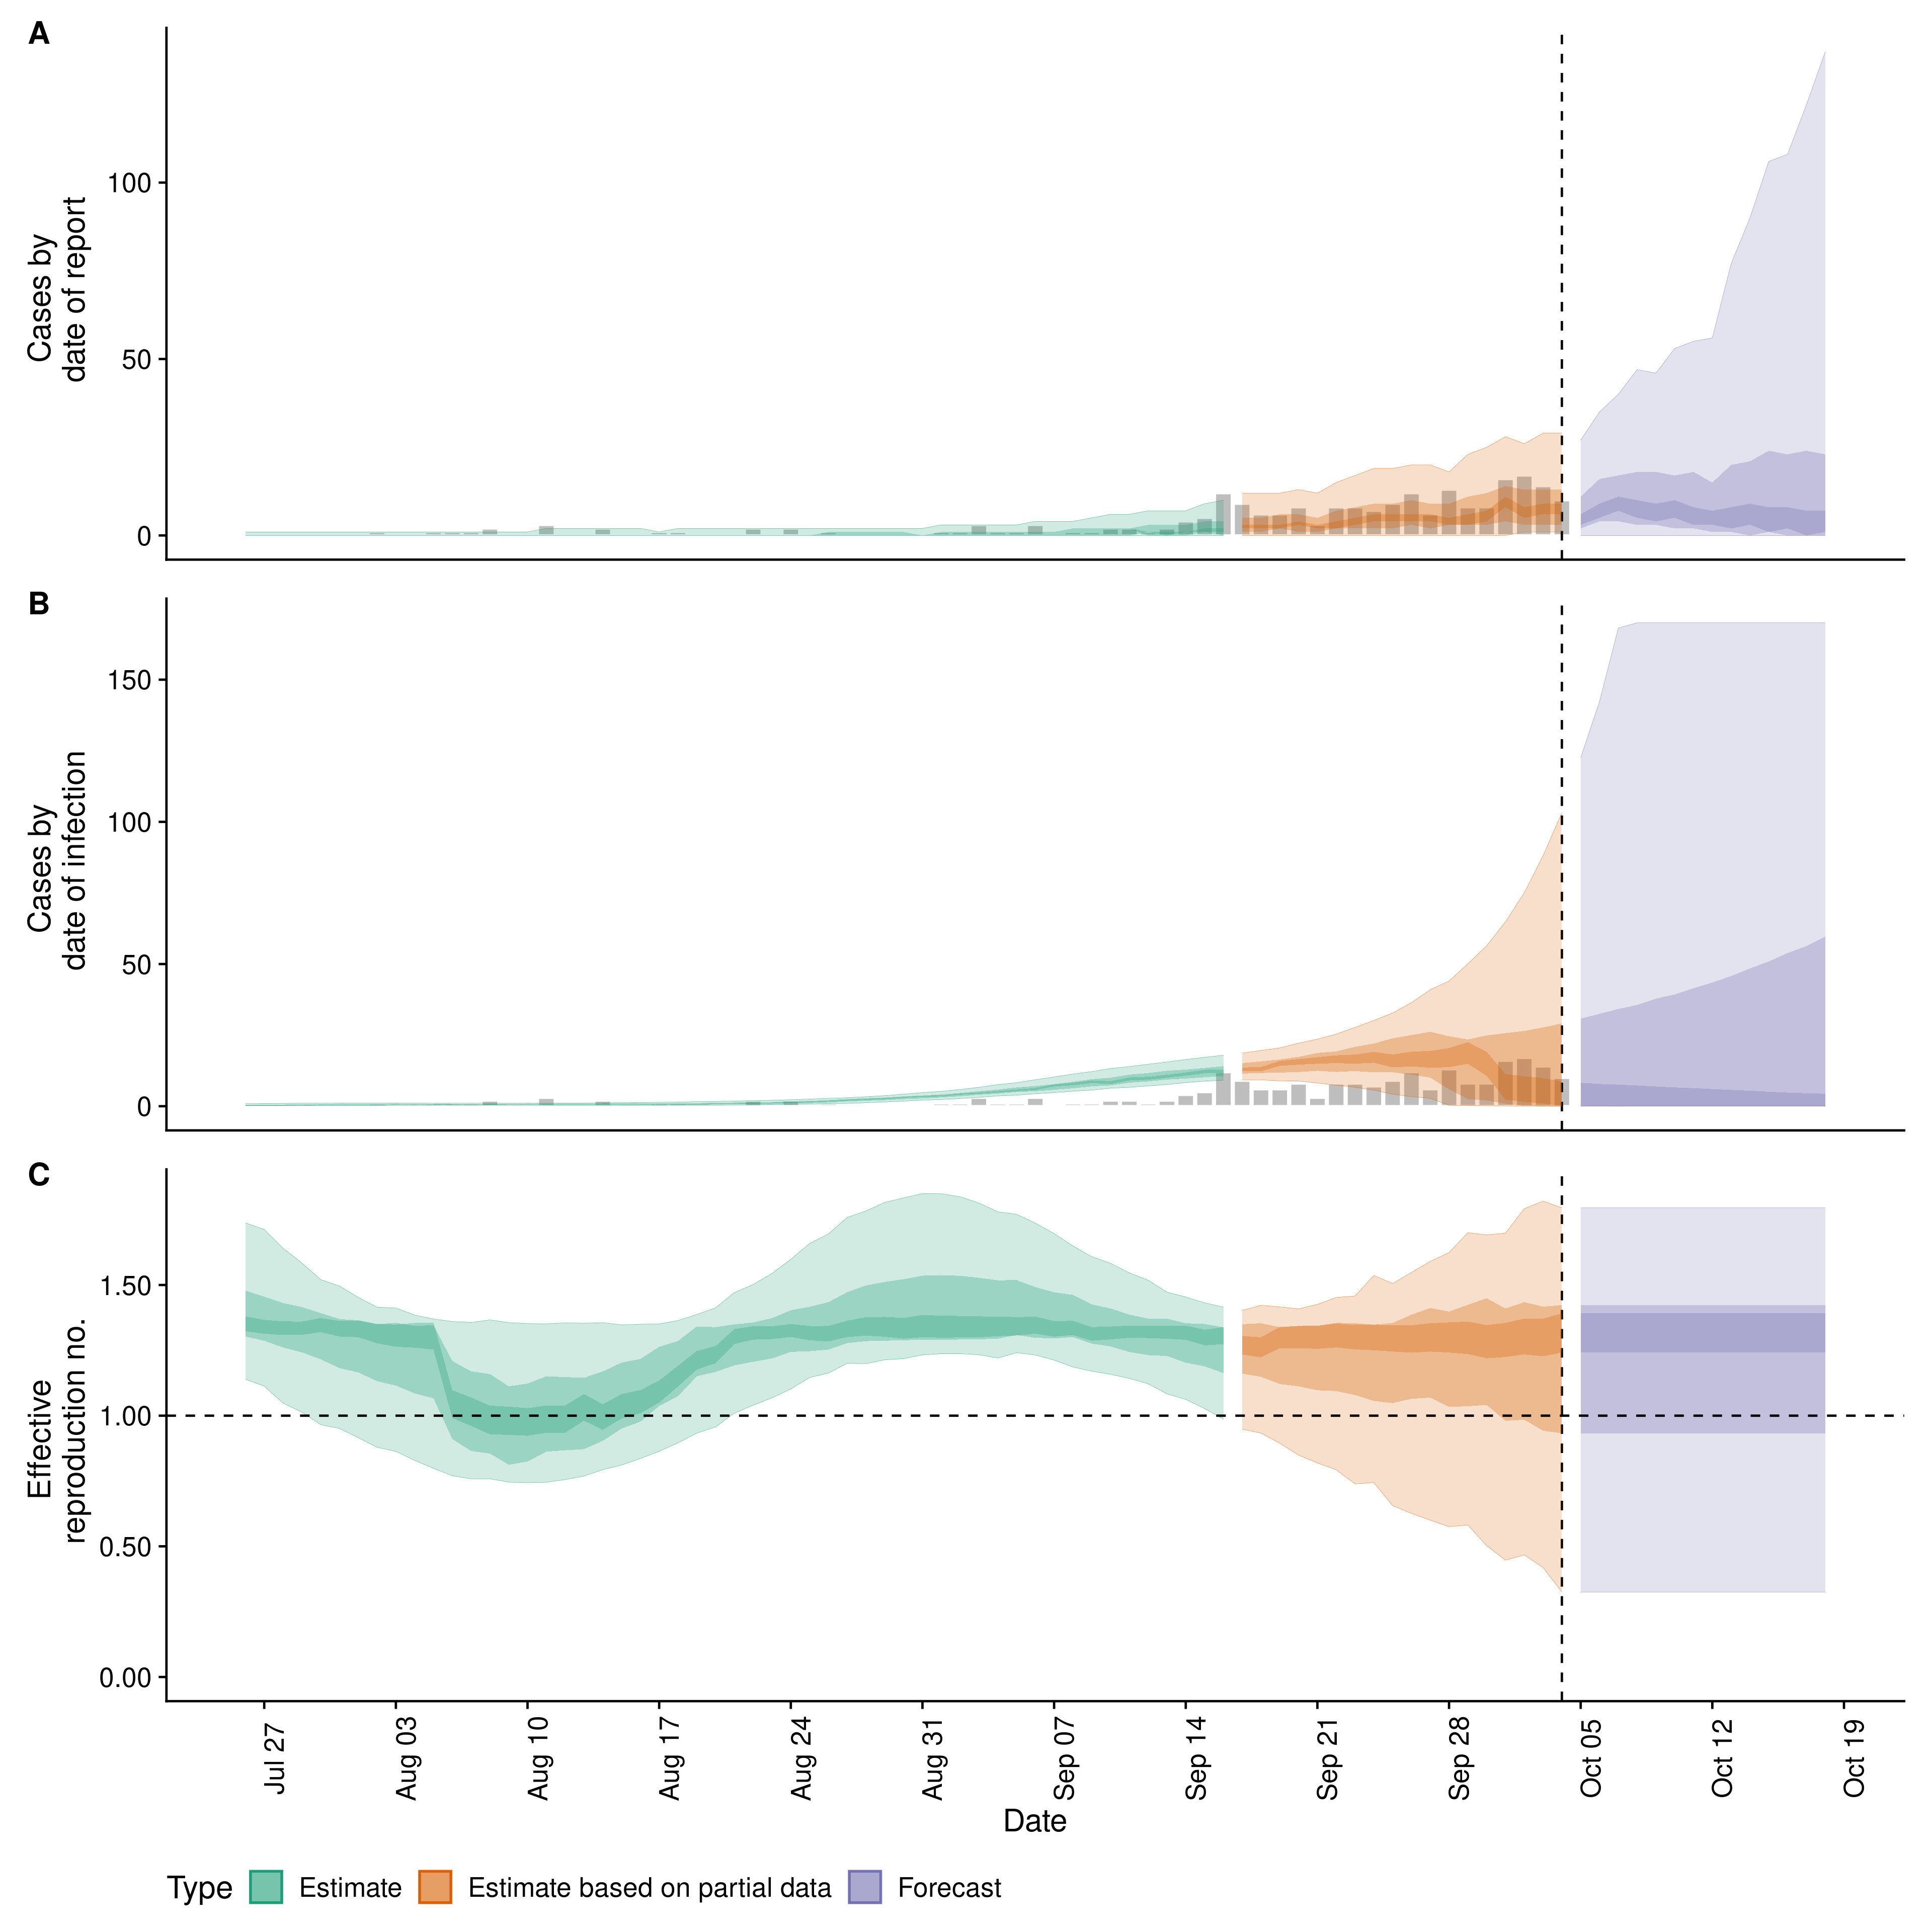 A
Cases by
date of report
100
50
0
B
Cases by
date of infection
150
100
50
0
C
Effective
reproduction no.
1.50
1.00
0.50
0.00
Jul 27
Aug 03
Aug 10
Aug 17
Aug 24
Aug 31
Sep 07
Sep 14
Sep 21
Sep 28
Oct 05
Oct 12
Oct 19
Date
Type Estimate Estimate based on partial data Forecast